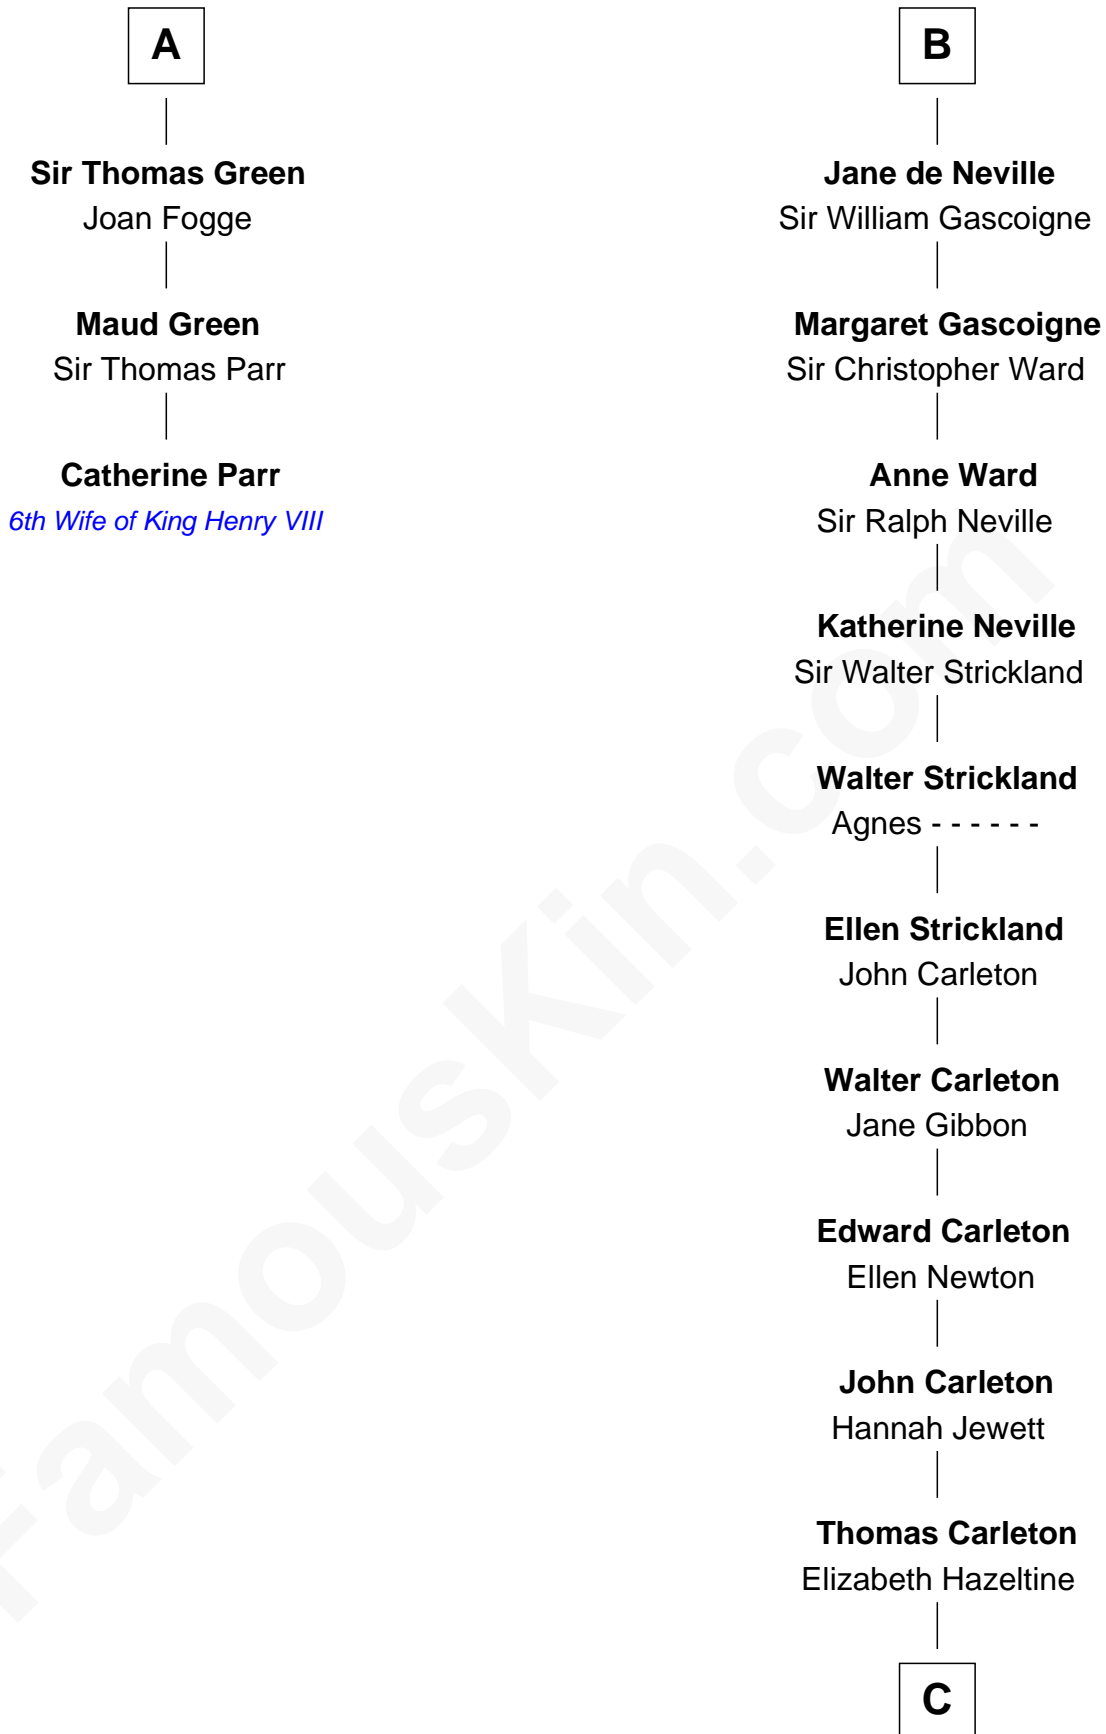 A
Sir Thomas Green
Joan Fogge
Maud Green
Sir Thomas Parr
Catherine Parr
6th Wife of King Henry VIII
B
Jane de Neville
Sir William Gascoigne
Margaret Gascoigne
Sir Christopher Ward
Anne Ward
Sir Ralph Neville
Katherine Neville
Sir Walter Strickland
Walter Strickland
Agnes - - - - - -
Ellen Strickland
John Carleton
Walter Carleton
Jane Gibbon
Edward Carleton
Ellen Newton
John Carleton
Hannah Jewett
Thomas Carleton
Elizabeth Hazeltine
C
FamousKin.com